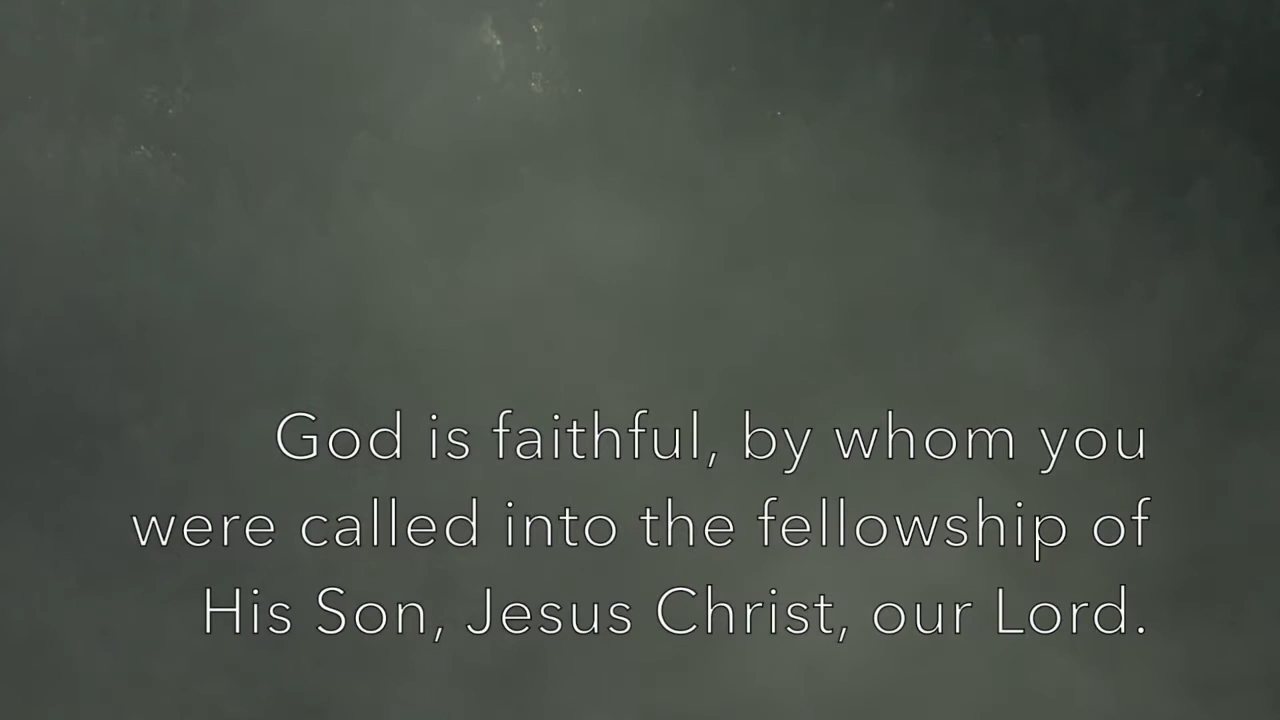 God is faithful, by whom you
were called into the fellowship of
His Son, Jesus Christ, our Lord.